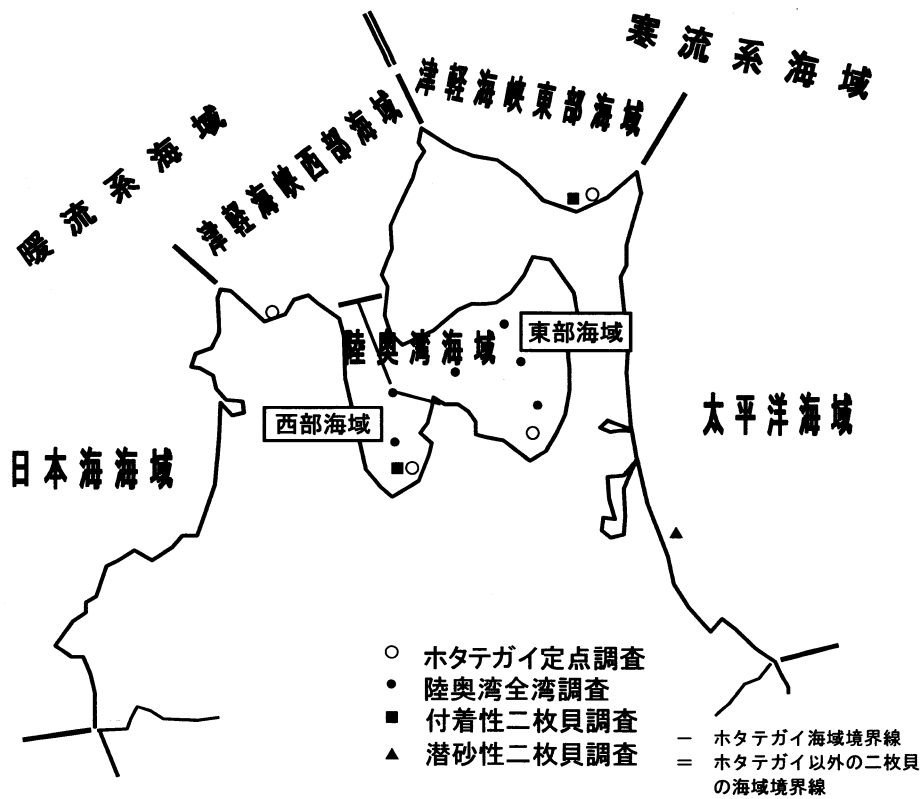 寒流系海域
津軽海峡東部海域
暖流系海域
津軽海峡西部海域
東部海域
陸奥湾海域
西部海域
太平洋海域
日本海海域
○ ホタテガイ定点調査
● 陸奥湾全湾調査
■ 付着性二枚貝調査
▲ 潜砂性二枚貝調査
― ホタテガイ海域境界線
＝ ホタテガイ以外の二枚貝
の海域境界線